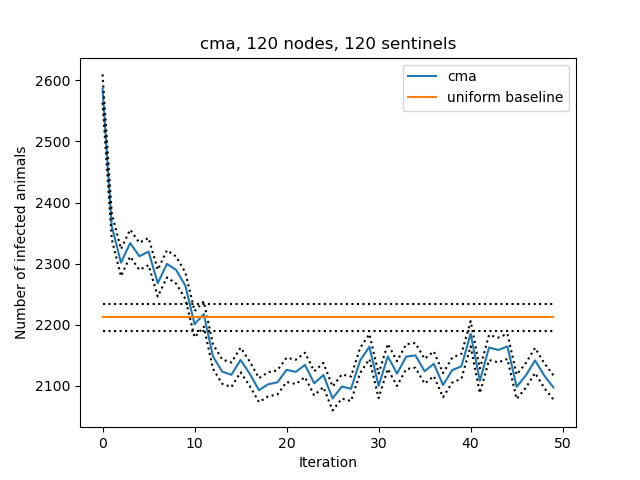 cma, 120 nodes, 120 sentinels
cma
uniform baseline
Number of infected animals
2600
2500
2400
2300
2200
2100
0 10 20 30 40 50
Iteration